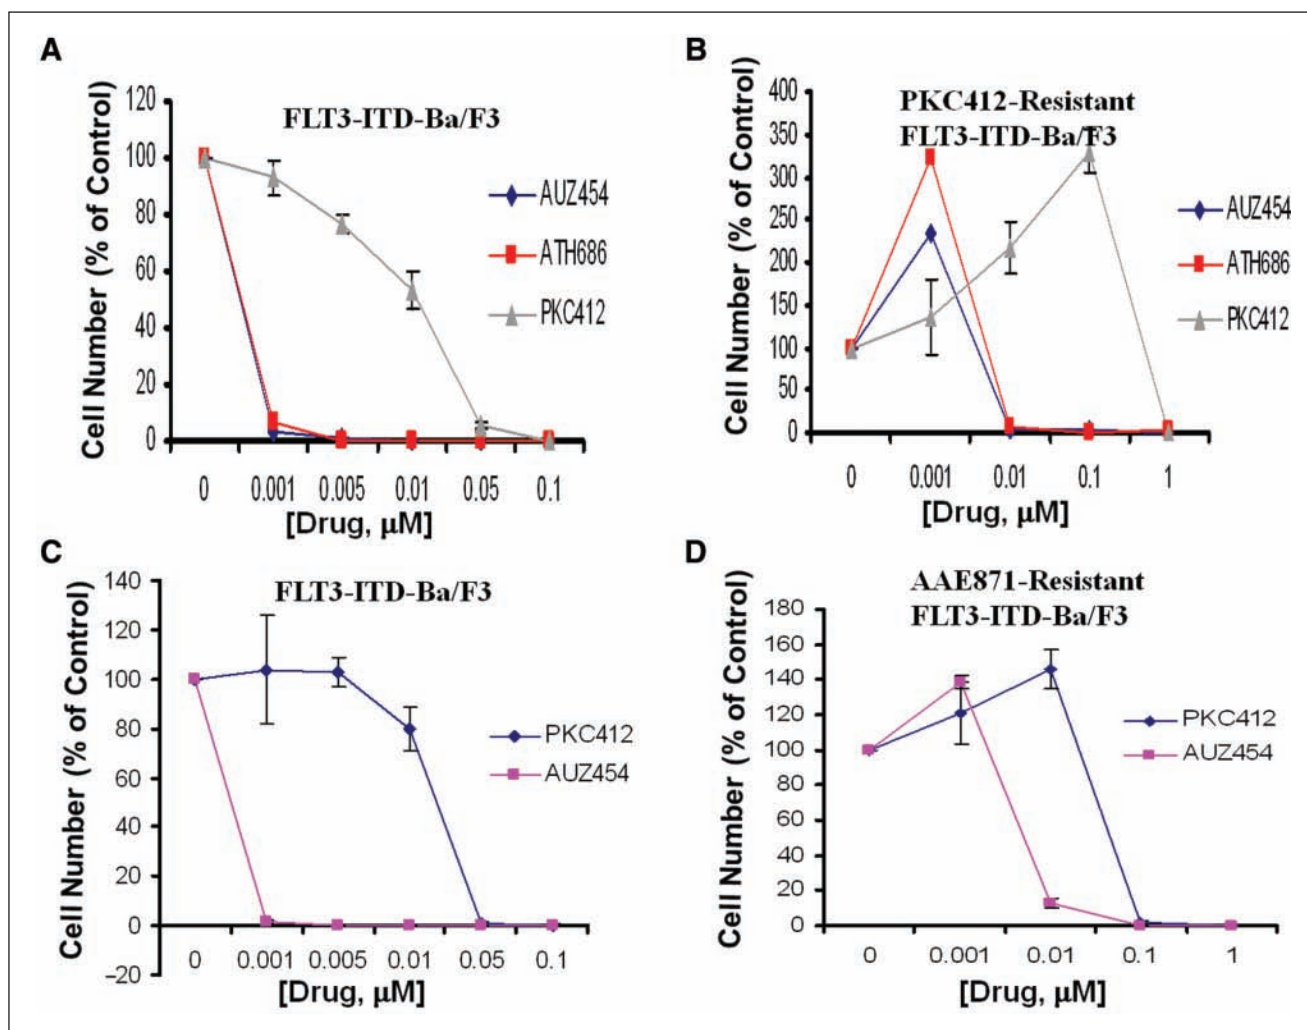 A
FLT3-ITD-Ba/F3
Cell Number (% of Control)
120
100
80
60
40
20
0
0 0.001 0.005 0.01 0.05 0.1
[Drug, μM]
AUZ454
ATH686
PKC412
B
PKC412-Resistant
FLT3-ITD-Ba/F3
Cell Number (% of Control)
400
350
300
250
200
150
100
50
0
0 0.001 0.01 0.1 1
[Drug, μM]
AUZ454
ATH686
PKC412
C
FLT3-ITD-Ba/F3
Cell Number (% of Control)
140
120
100
80
60
40
20
0
–20
0 0.001 0.005 0.01 0.05 0.1
[Drug, μM]
PKC412
AUZ454
D
AAE871-Resistant
FLT3-ITD-Ba/F3
Cell Number (% of Control)
180
160
140
120
100
80
60
40
20
0
0 0.001 0.01 0.1 1
[Drug, μM]
PKC412
AUZ454